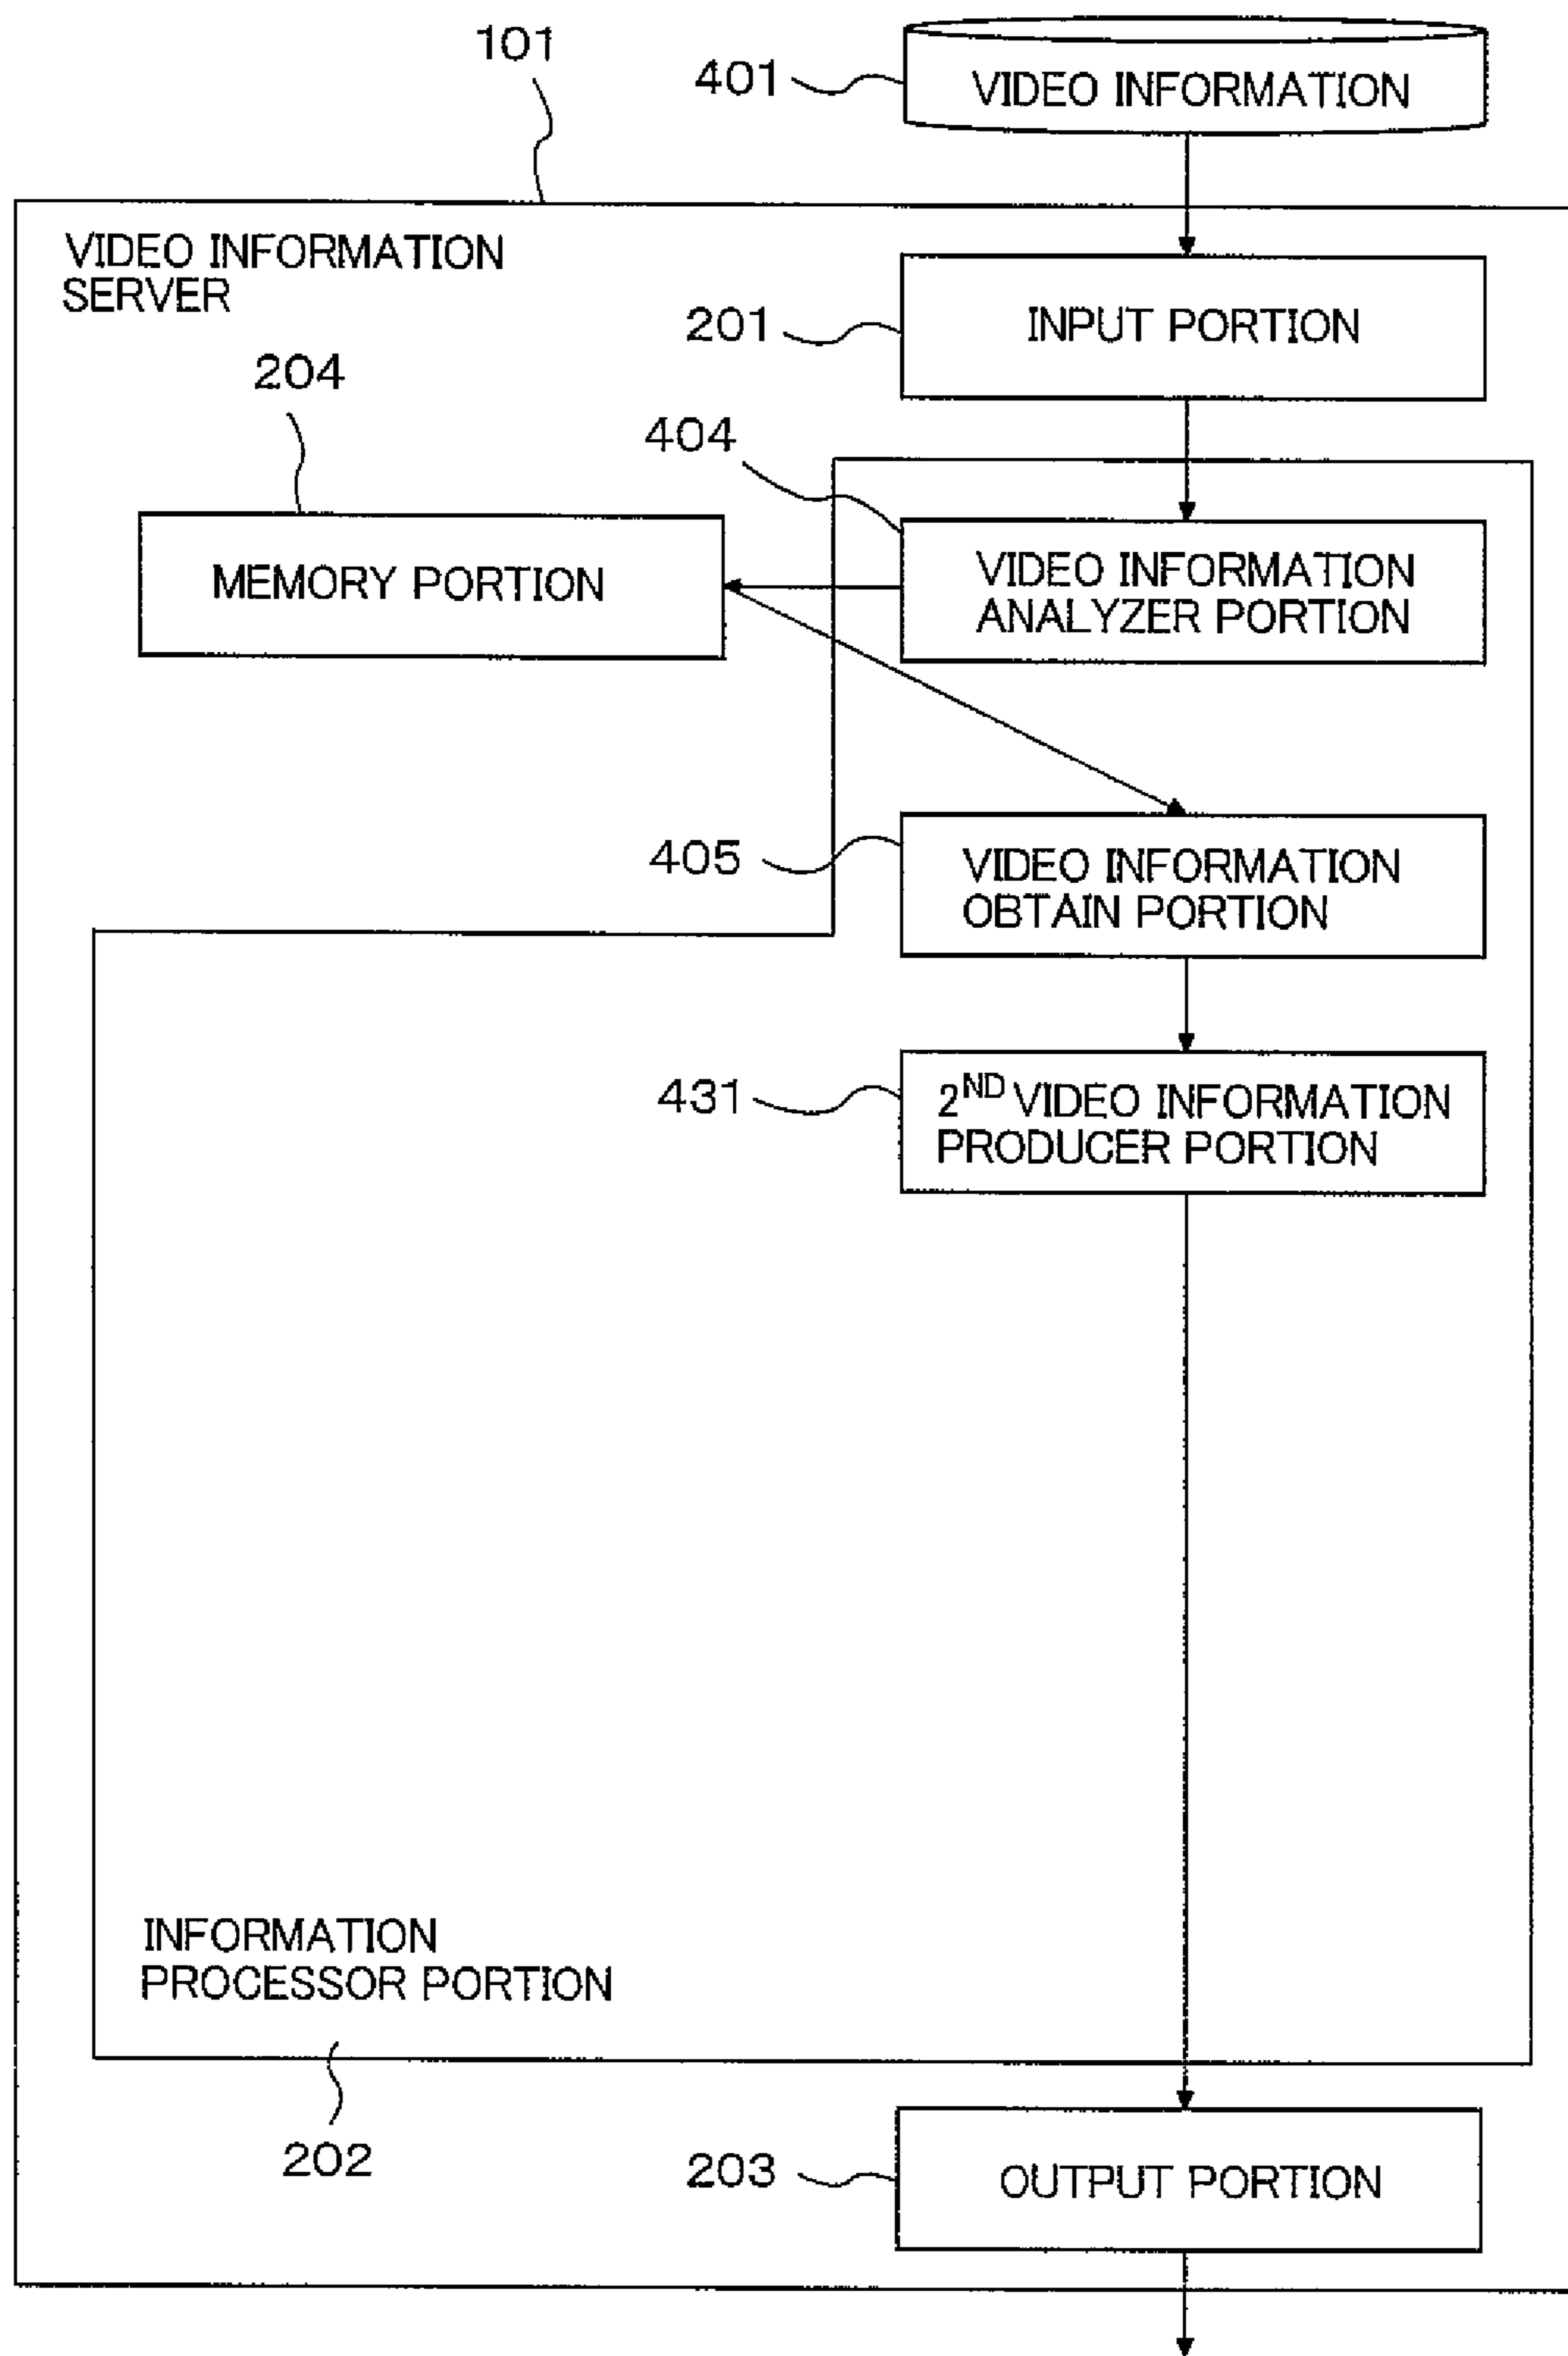 101
401
VIDEO INFORMATION
VIDEO INFORMATION
SERVER
201
INPUT PORTION
204
404
MEMORY PORTION
VIDEO INFORMATION
ANALYZER PORTION
405
VIDEO INFORMATION
OBTAIN PORTION
431
2ND VIDEO INFORMATION
PRODUCER PORTION
INFORMATION
PROCESSOR PORTION
202
203
OUTPUT PORTION